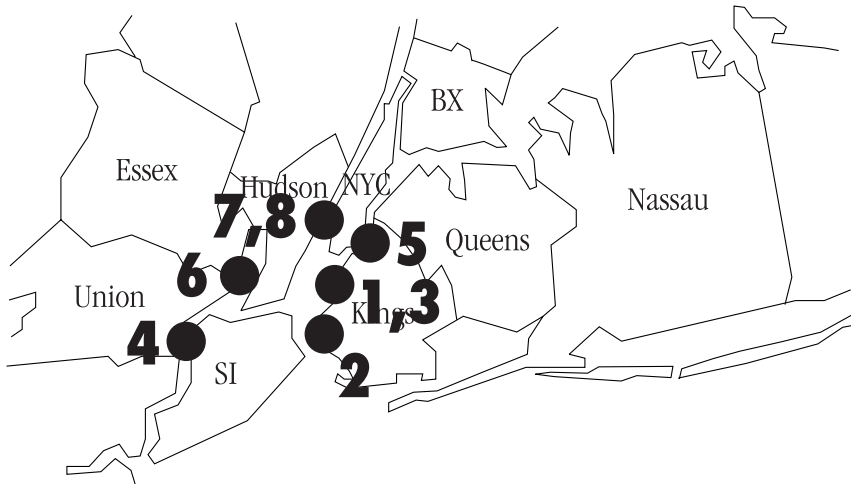 BX
Essex
Hudson NYC
Nassau
7,8
5
Queens
6
Union
1,3
Kings
4
SI
2